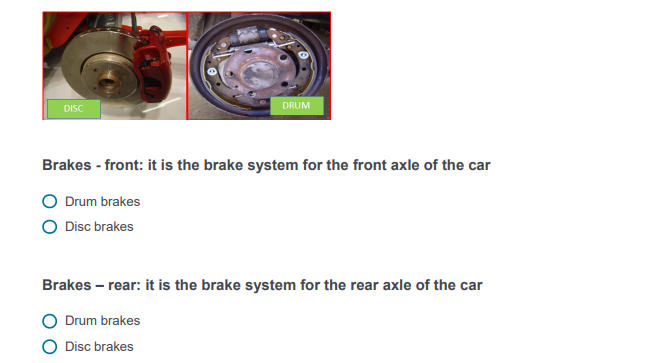 DISC
DRUM
Brakes - front: it is the brake system for the front axle of the car
Drum brakes
Disc brakes
Brakes – rear: it is the brake system for the rear axle of the car
Drum brakes
Disc brakes